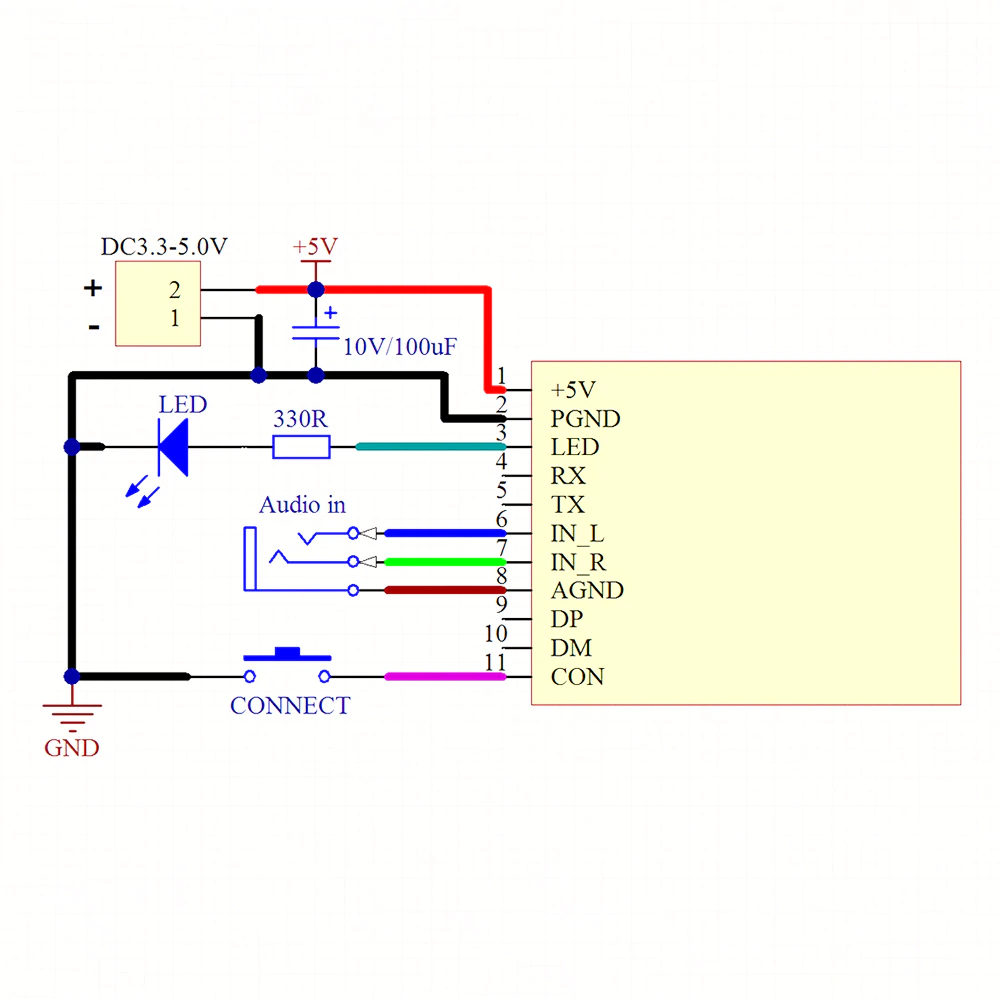 DC3.3-5.0V
+5V
+
2
-
1
+
10V/100uF
1
+5V
2
PGND
LED
330R
3
LED
4
RX
5
TX
Audio in
6
IN_L
7
IN_R
8
AGND
9
DP
10
DM
11
CON
CONNECT
GND